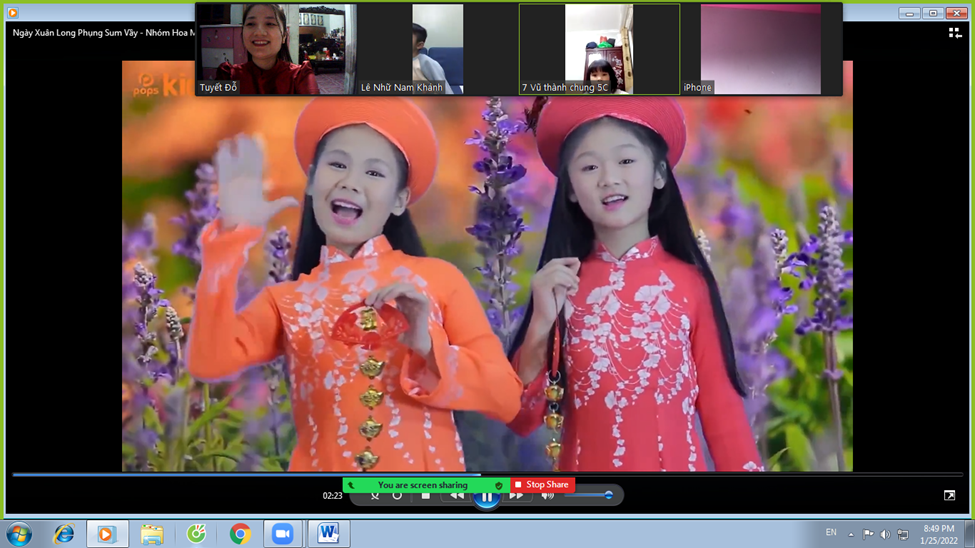 Ngày Xuân Long Phụng Sum Vầy - Nhóm Hoa M
Tuyết Đỗ
Lê Nhữ Nam Khánh
7 Vũ thành chung 5C
iPhone
POPS kid
02:23
You are screen sharing
Stop Share
EN
8:49 PM
1/25/2022